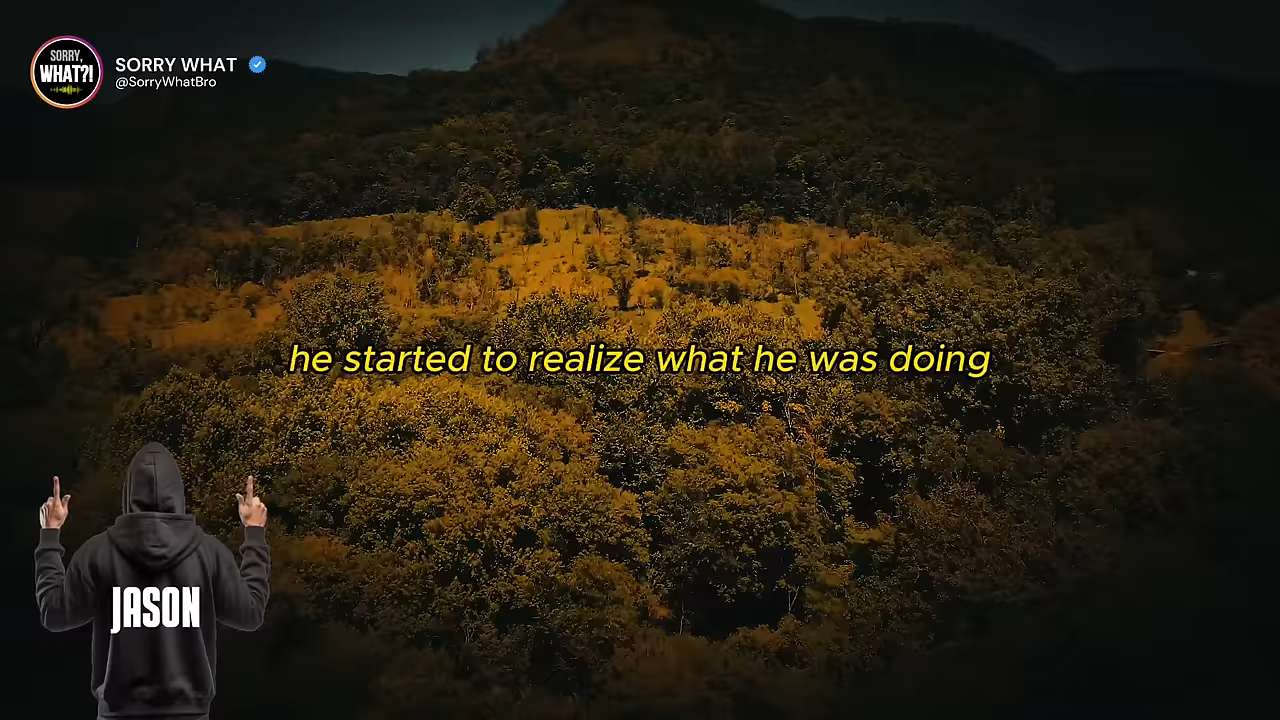 SORRY,
WHAT?!
SORRY WHAT
@SorryWhatBro
he started to realize what he was doing
JASON